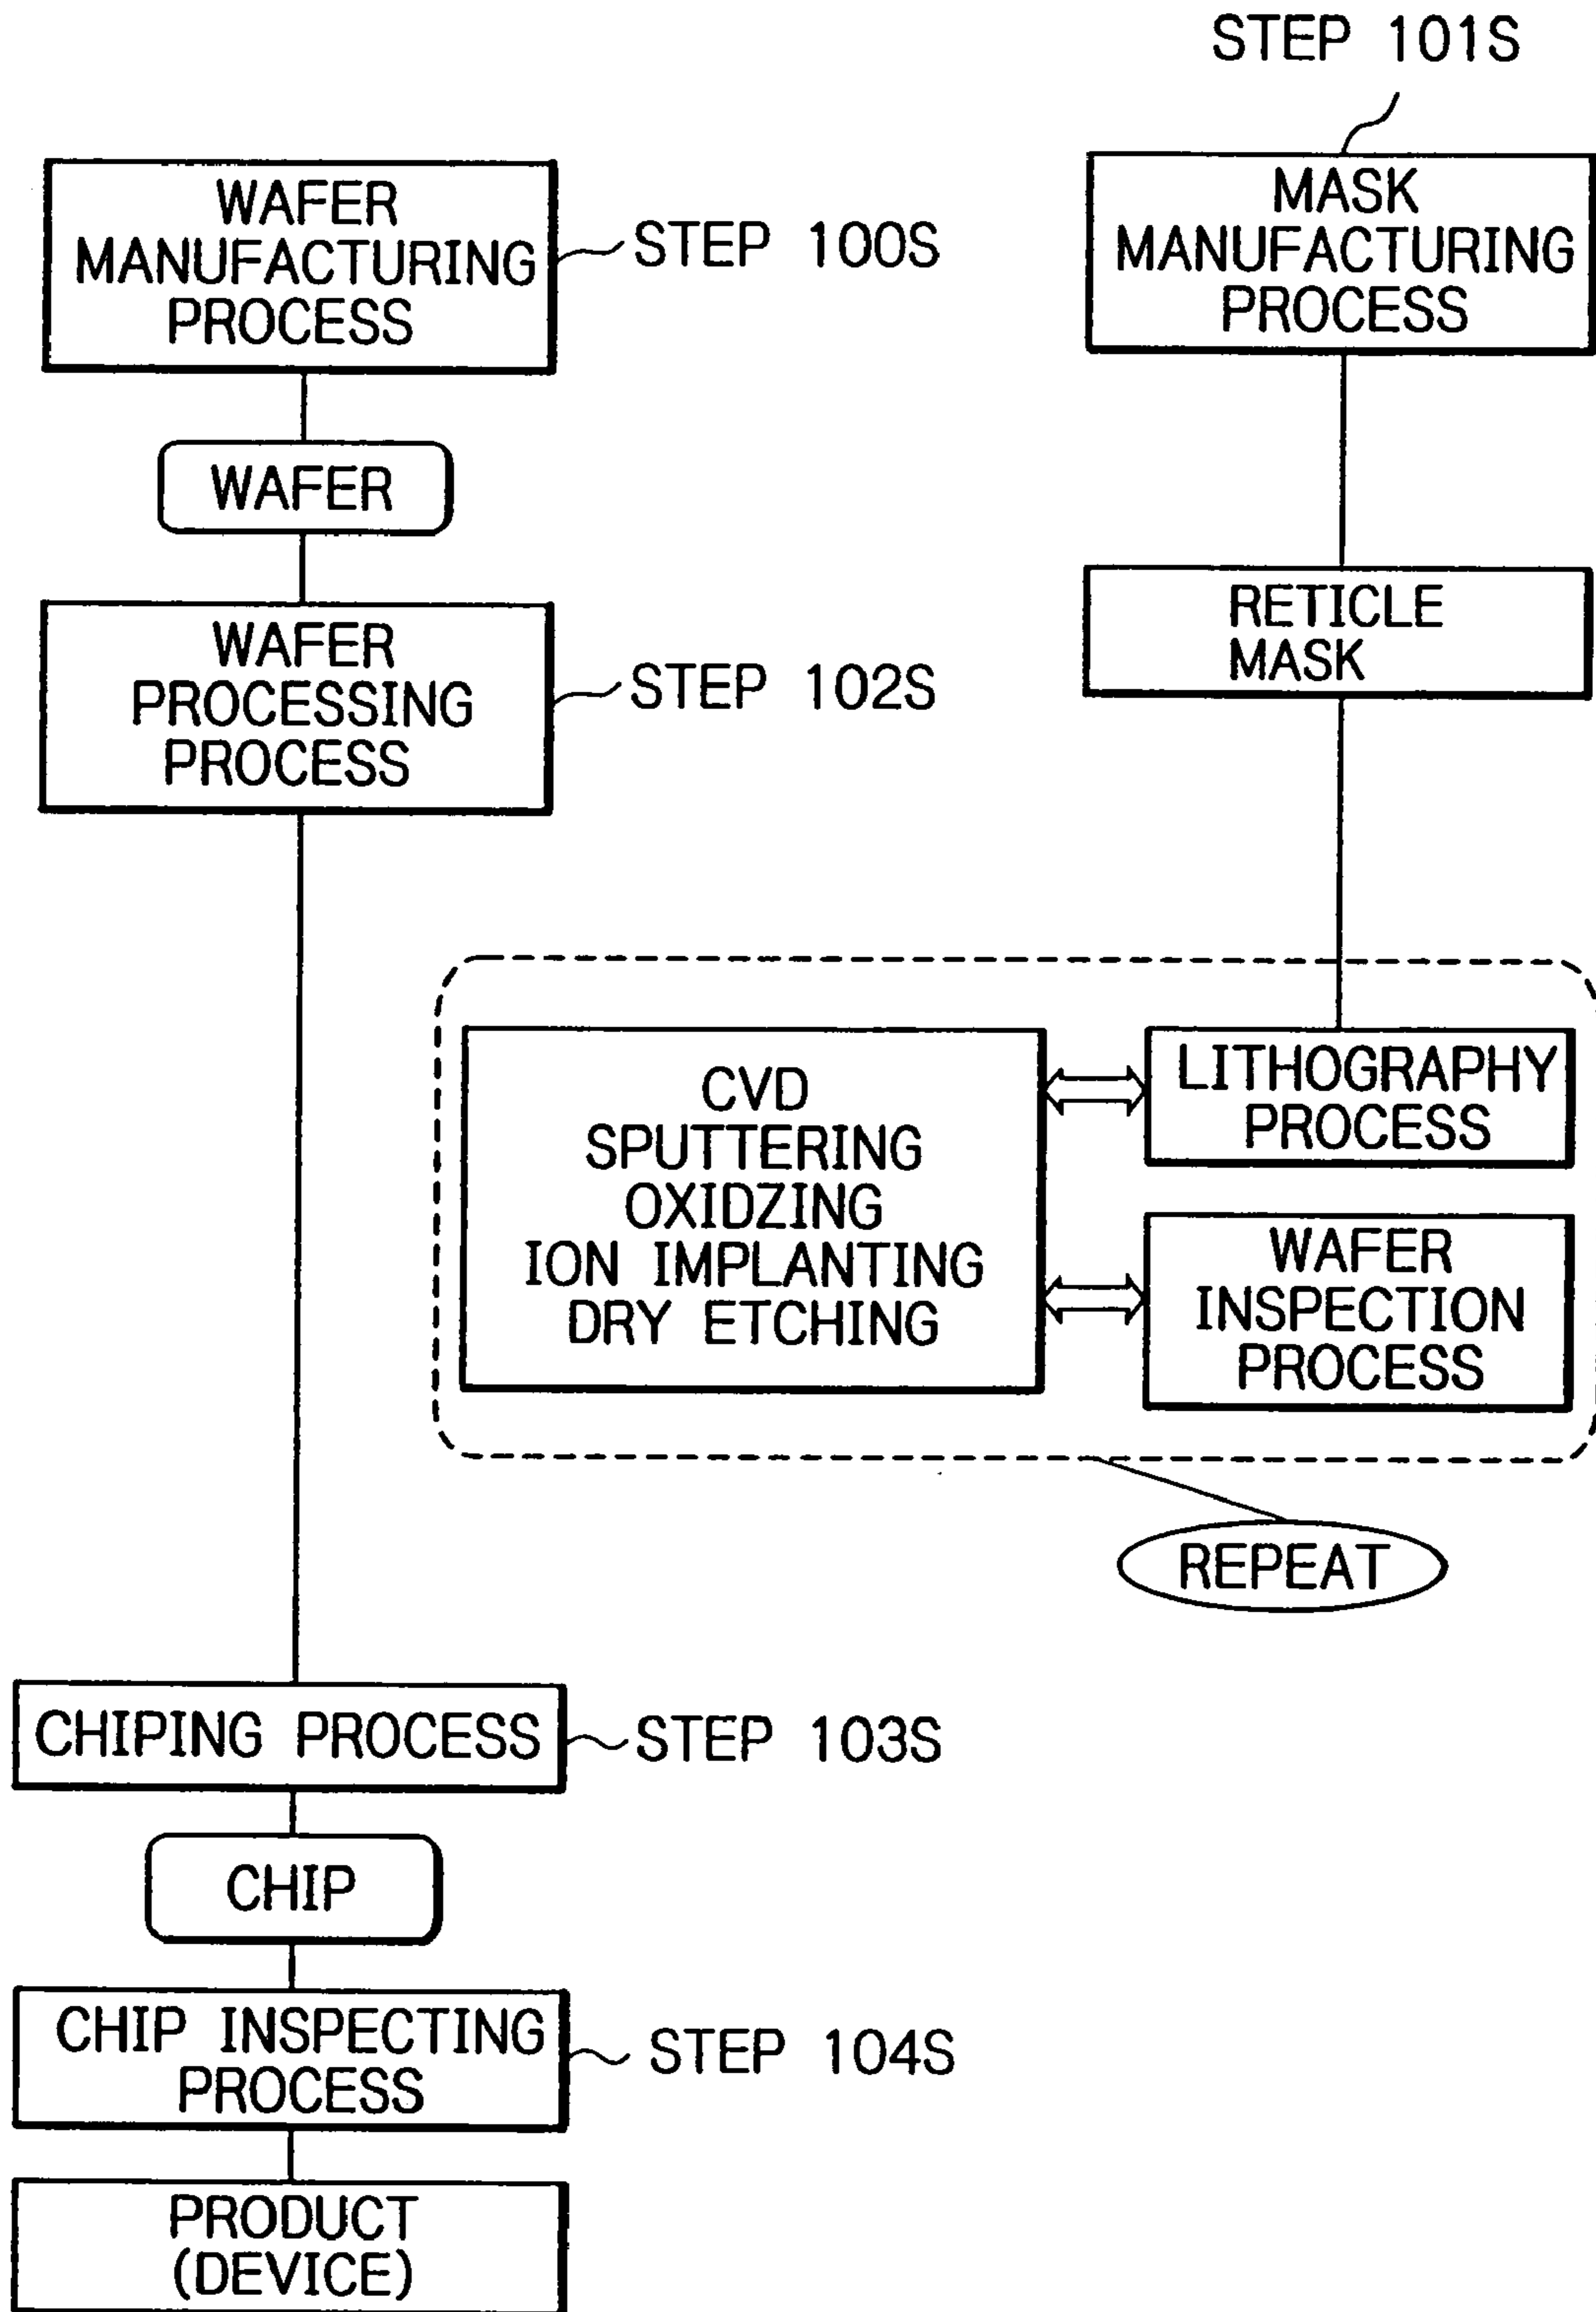 STEP 101S
WAFER
MANUFACTURING
PROCESS
STEP 100S
MASK
MANUFACTURING
PROCESS
WAFER
RETICLE
MASK
WAFER
PROCESSING
PROCESS
STEP 102S
CVD
SPUTTERING
OXIDZING
ION IMPLANTING
DRY ETCHING
LITHOGRAPHY
PROCESS
WAFER
INSPECTION
PROCESS
REPEAT
CHIPING PROCESS
STEP 103S
CHIP
CHIP INSPECTING
PROCESS
STEP 104S
PRODUCT
(DEVICE)